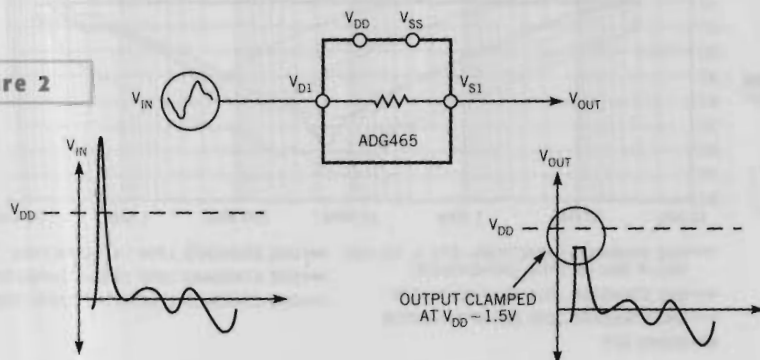 re 2
V_DD V_SS
V_IN V_D1 V_S1 V_OUT
ADG465
V_IN
V_DD
V_OUT
V_DD
OUTPUT CLAMPED
AT V_DD – 1.5V